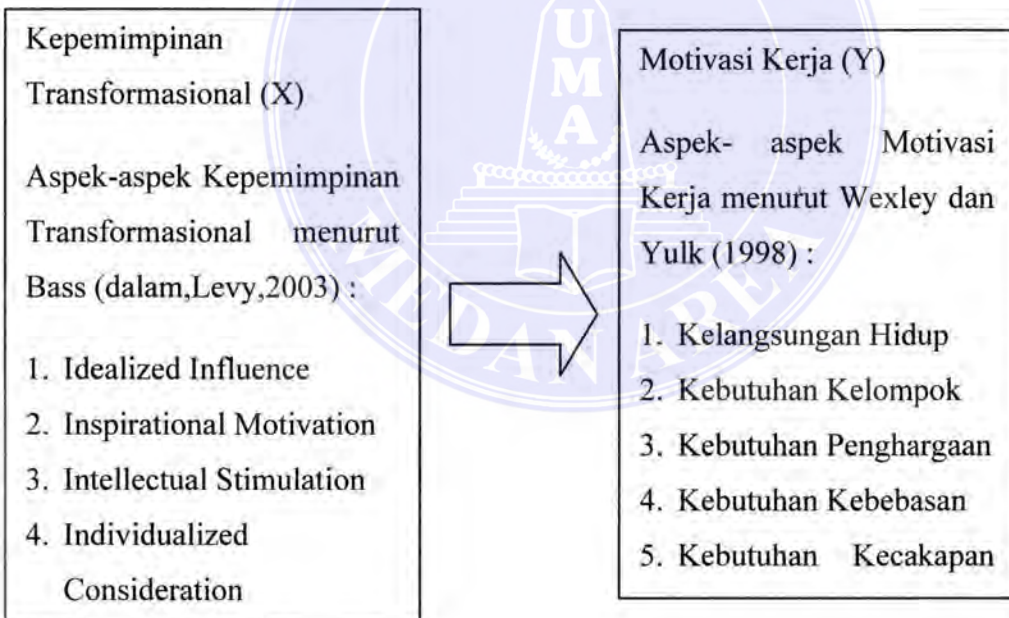 Kepemimpinan
Transformasional (X)
Aspek-aspek Kepemimpinan
Transformasional menurut
Bass (dalam,Levy,2003) :
1. Idealized Influence
2. Inspirational Motivation
3. Intellectual Stimulation
4. Individualized
Consideration
Motivasi Kerja (Y)
Aspek- aspek Motivasi
Kerja menurut Wexley dan
Yulk (1998) :
1. Kelangsungan Hidup
2. Kebutuhan Kelompok
3. Kebutuhan Penghargaan
4. Kebutuhan Kebebasan
5. Kebutuhan Kecakapan
U
M
A
MEDAN AREA